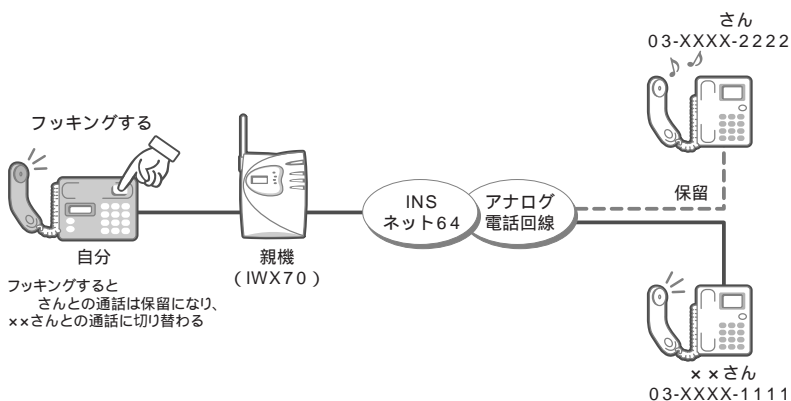 さん
03-XXXX-2222
フッキングする
保留
INS
ネット64
アナログ
電話回線
自分
親機
(IWX70)
フッキングすると
さんとの通話は保留になり、
××さんとの通話に切り替わる
××さん
03-XXXX-1111